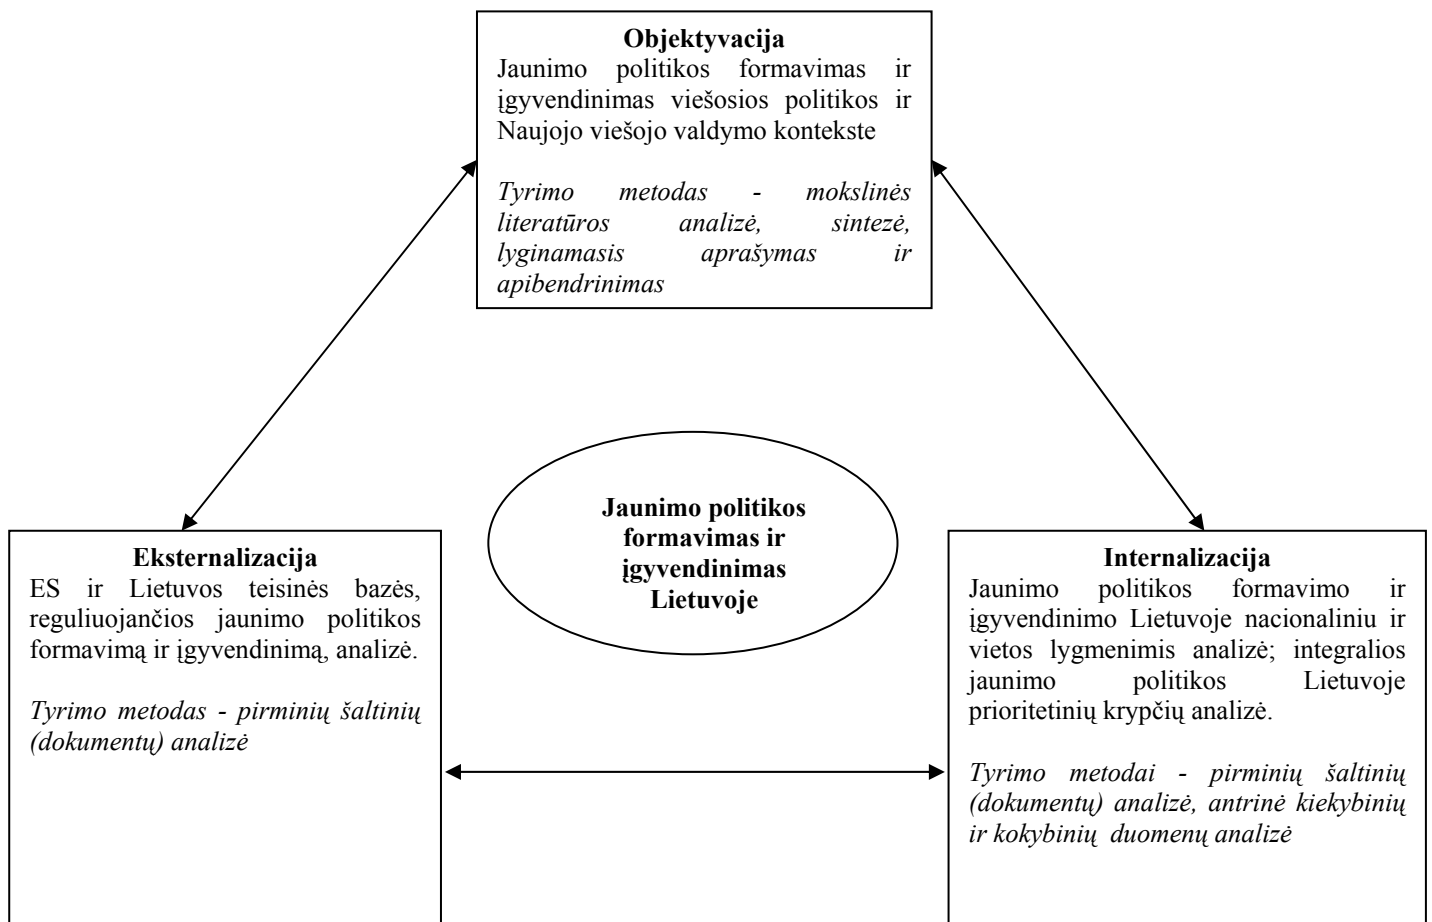 Objektyvacija
Jaunimo politikos formavimas ir
įgyvendinimas viešosios politikos ir
Naujojo viešojo valdymo kontekste
Tyrimo metodas - mokslinės
literatūros analizė, sintezė,
lyginamasis aprašymas ir
apibendrinimas
Jaunimo politikos
formavimas ir
įgyvendinimas
Lietuvoje
Eksternalizacija
ES ir Lietuvos teisinės bazės,
reguliuojančios jaunimo politikos
formavimą ir įgyvendinimą, analizė.
Tyrimo metodas - pirminių šaltinių
(dokumentų) analizė
Internalizacija
Jaunimo politikos formavimo ir
įgyvendinimo Lietuvoje nacionaliniu ir
vietos lygmenimis analizė; integralios
jaunimo politikos Lietuvoje
prioritetinių krypčių analizė.
Tyrimo metodai - pirminių šaltinių
(dokumentų) analizė, antrinė kiekybinių
ir kokybinių duomenų analizė